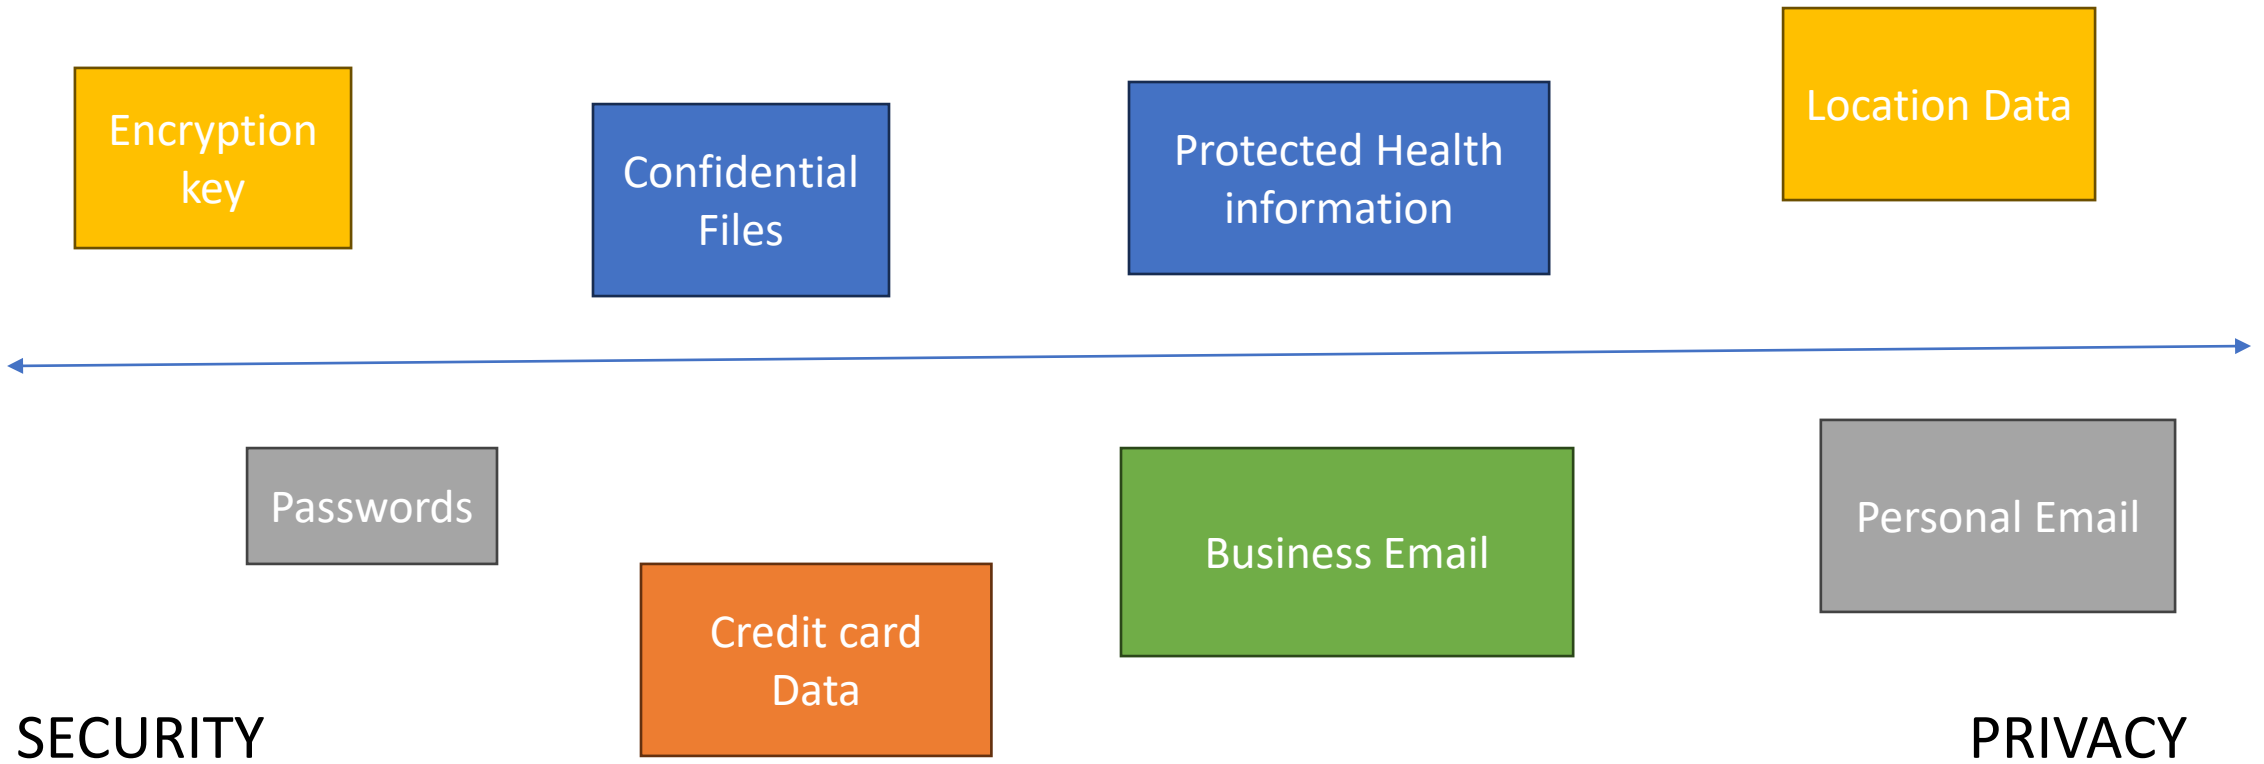 Encryption
key
Confidential
Files
Protected Health
information
Location Data
Passwords
Credit card
Data
Business Email
Personal Email
SECURITY
PRIVACY